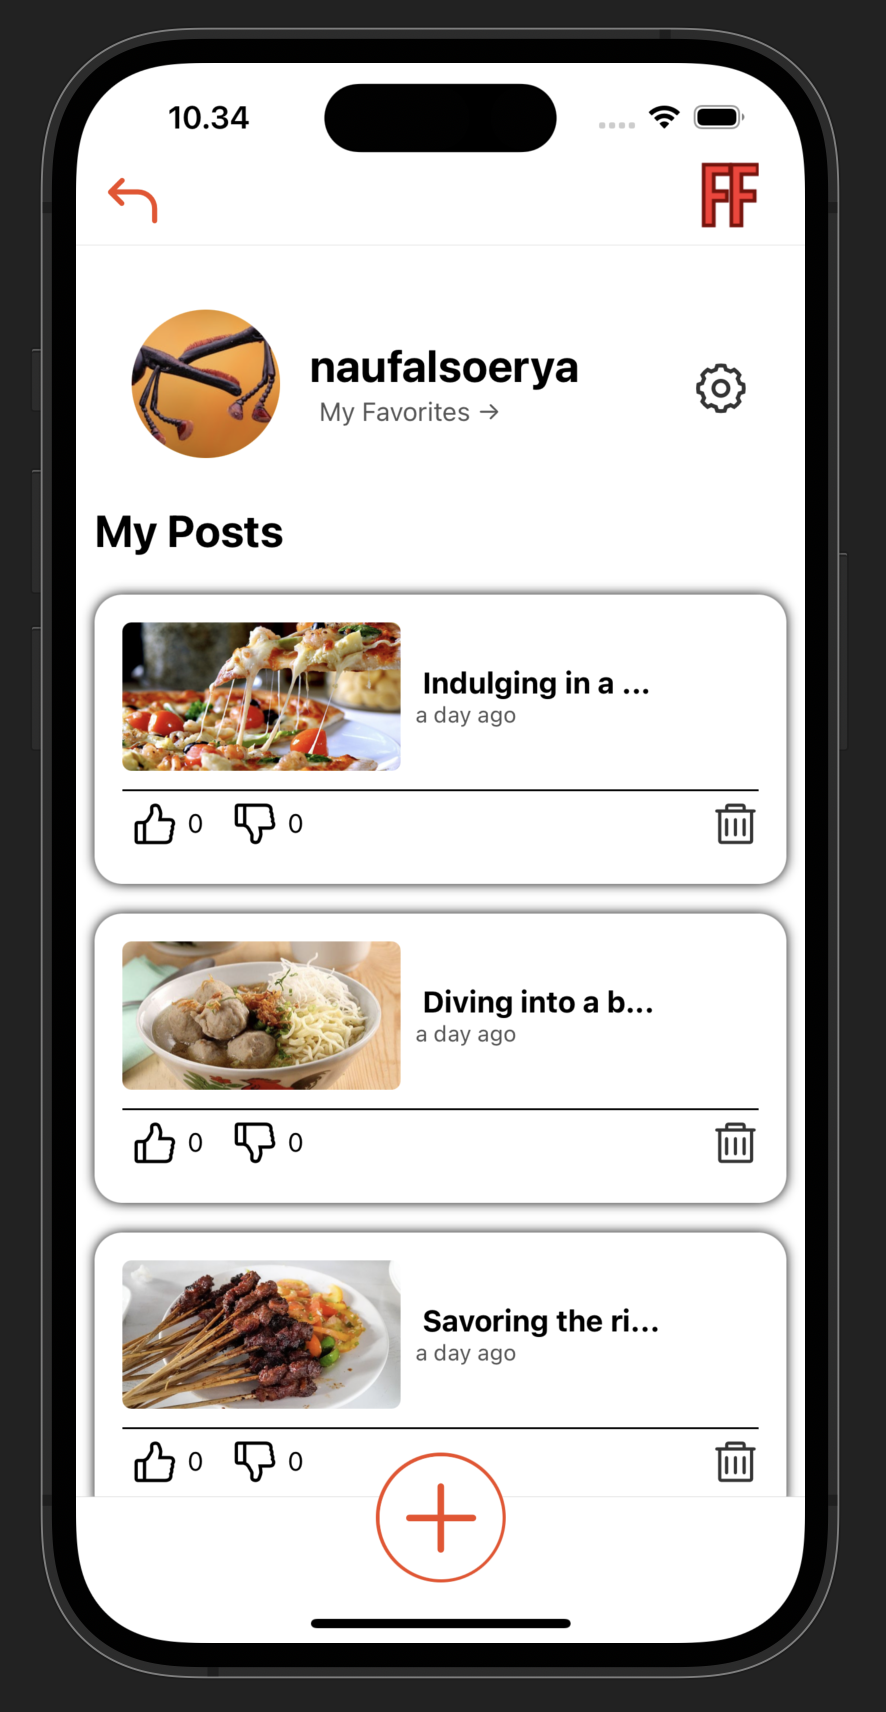 10.34
FF
naufalsoerya
My Favorites →
My Posts
Indulging in a ...
a day ago
0 0
Diving into a b...
a day ago
0 0
Savoring the ri...
a day ago
0 0